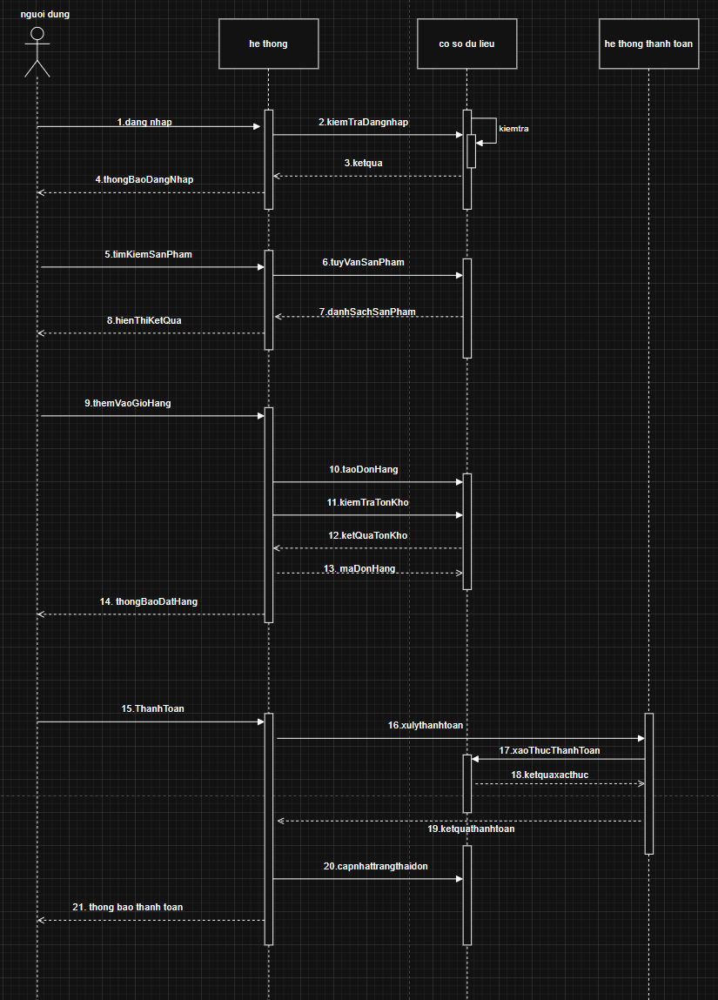 nguoi dung
he thong
co so du lieu
he thong thanh toan
1.dang nhap
2.kiemTraDangnhap
kiemtra
3.ketqua
4.thongBaoDangNhap
5.timKiemSanPham
6.tuyVanSanPham
7.danhSachSanPham
8.hienThiKetQua
9.themVaoGioHang
10.taoDonHang
11.kiemTraTonKho
12.ketQuaTonKho
13. maDonHang
14. thongBaoDatHang
15.ThanhToan
16.xulythanhtoan
17.xaoThucThanhToan
18.ketquaxacthuc
19.ketquathanhtoan
20.capnhattrangthaidon
21. thong bao thanh toan